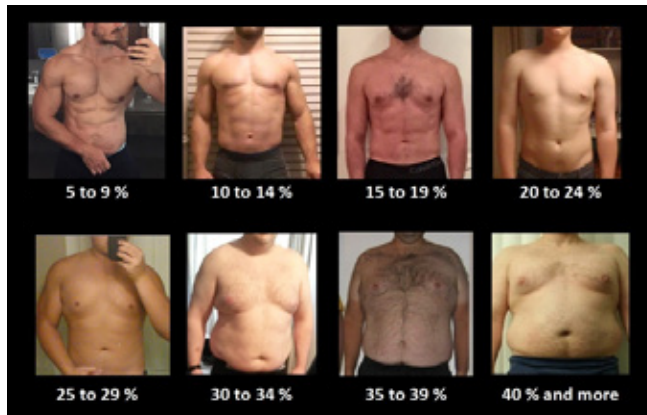 5 to 9 %
10 to 14 %
15 to 19 %
20 to 24 %
25 to 29 %
30 to 34 %
35 to 39 %
40 % and more